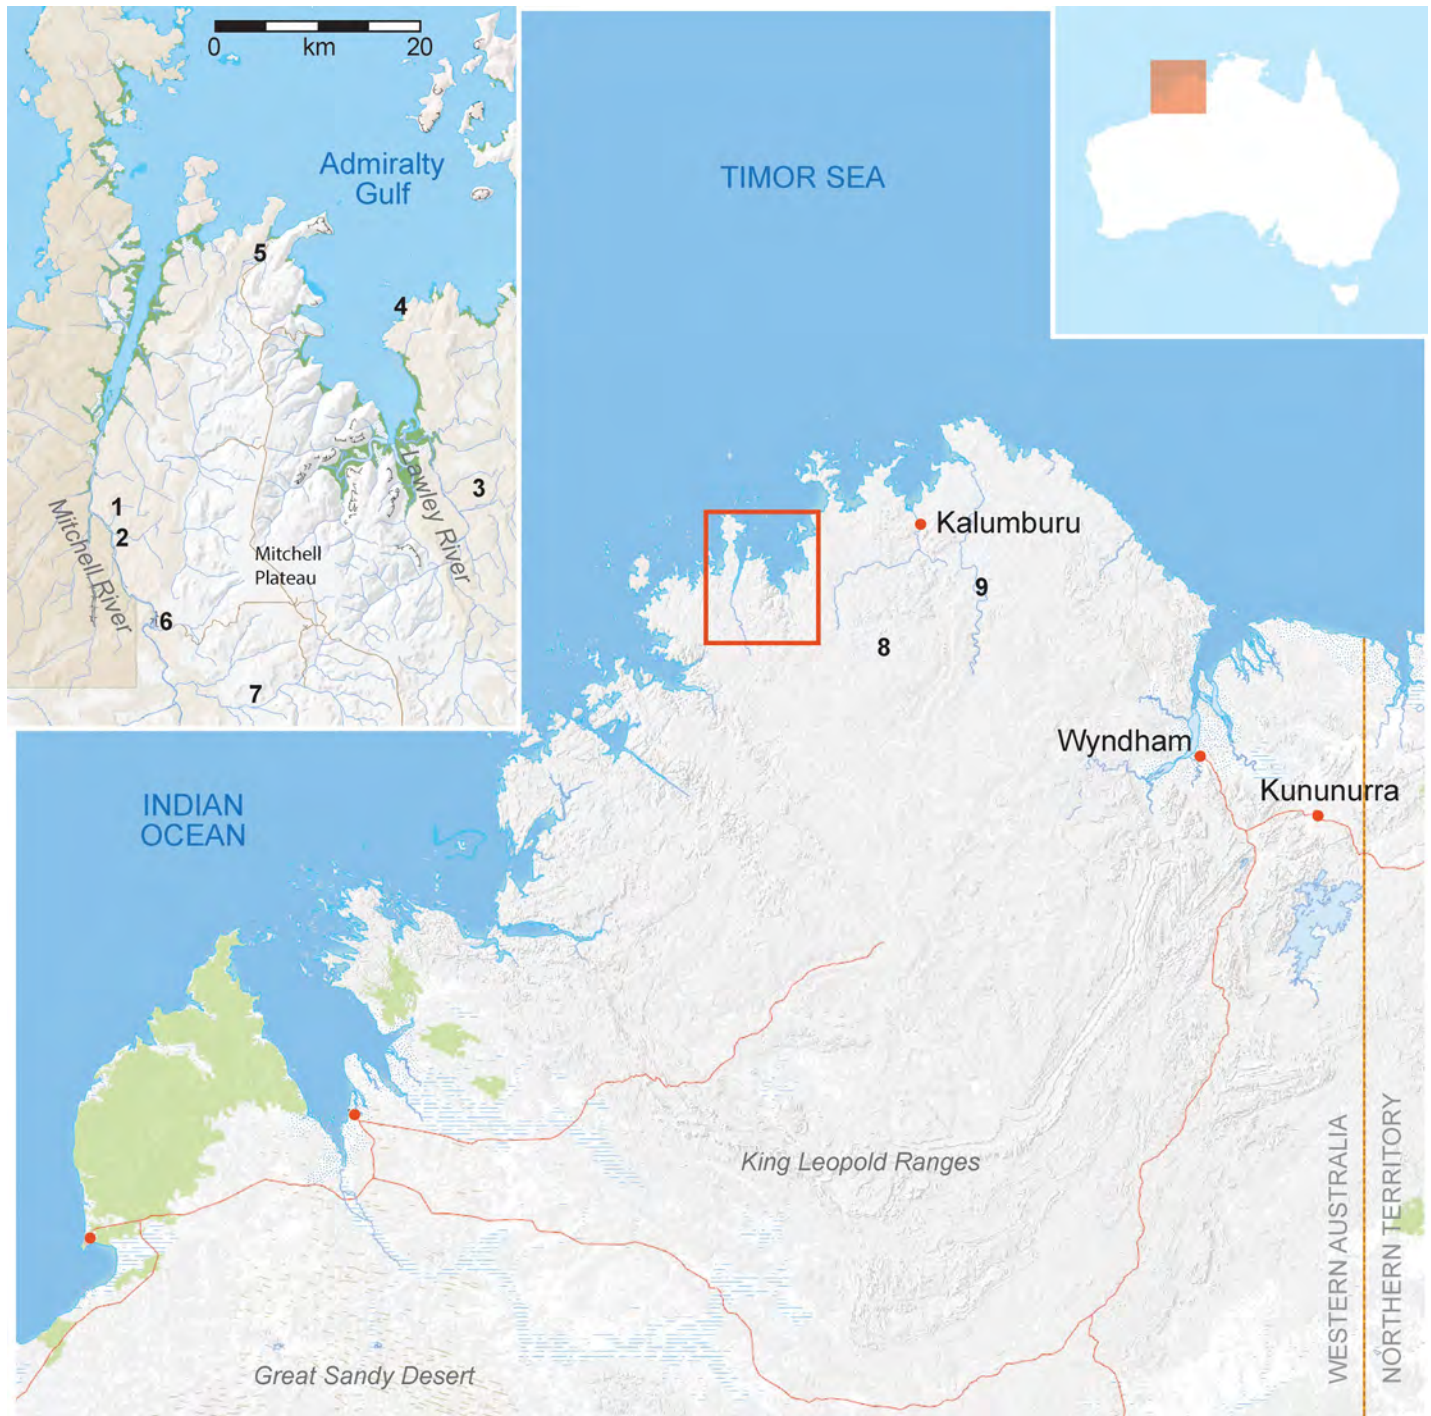 0 km 20
Admiralty
Gulf
5
4
3
1
2
Mitchell River
Lawley River
Mitchell
Plateau
6
7
TIMOR SEA
Kalumburu
9
8
Wyndham
Kununurra
INDIAN
OCEAN
King Leopold Ranges
Great Sandy Desert
WESTERN AUSTRALIA
NORTHERN TERRITORY